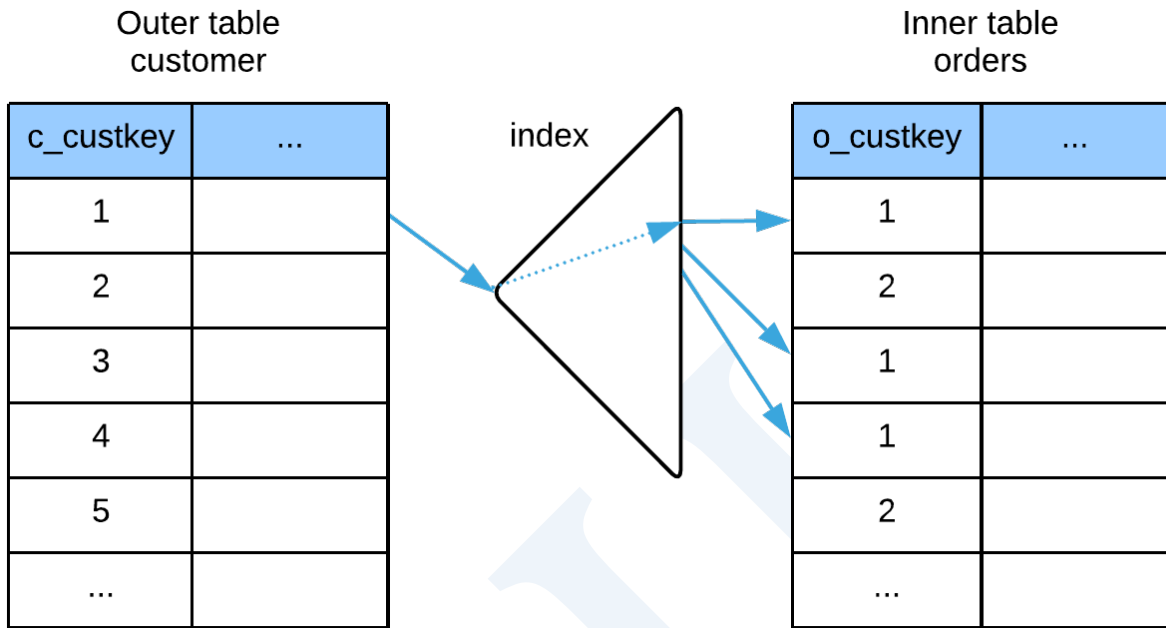 Outer table
customer
Inner table
orders
c_custkey ...
1
2
3
4
5
...
index
o_custkey ...
1
2
1
1
2
...